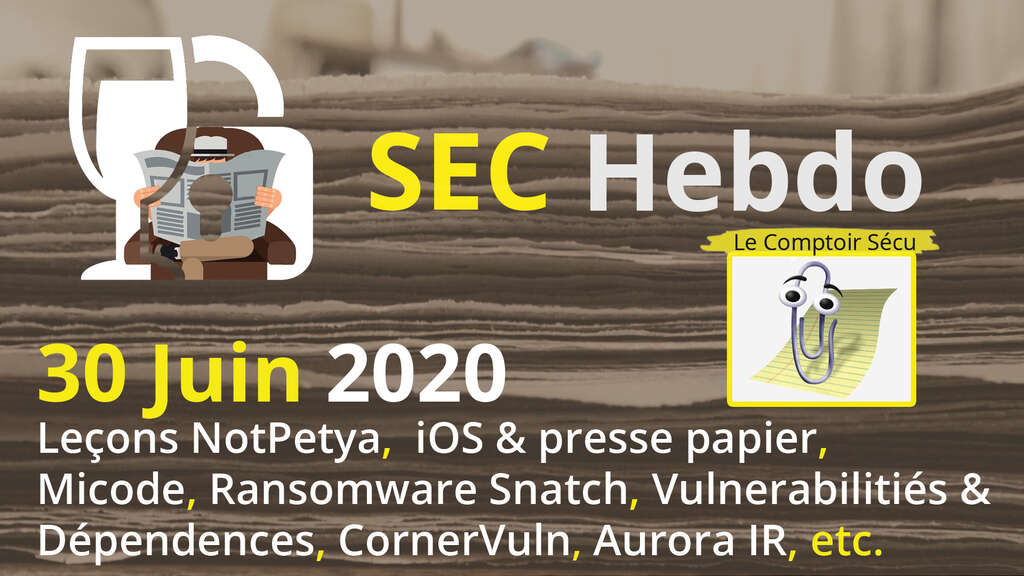 SEC Hebdo
Le Comptoir Sécu
30 Juin 2020
Leçons NotPetya, iOS & presse papier,
Micode, Ransomware Snatch, Vulnerabilitiés &
Dépendences, CornerVuln, Aurora IR, etc.